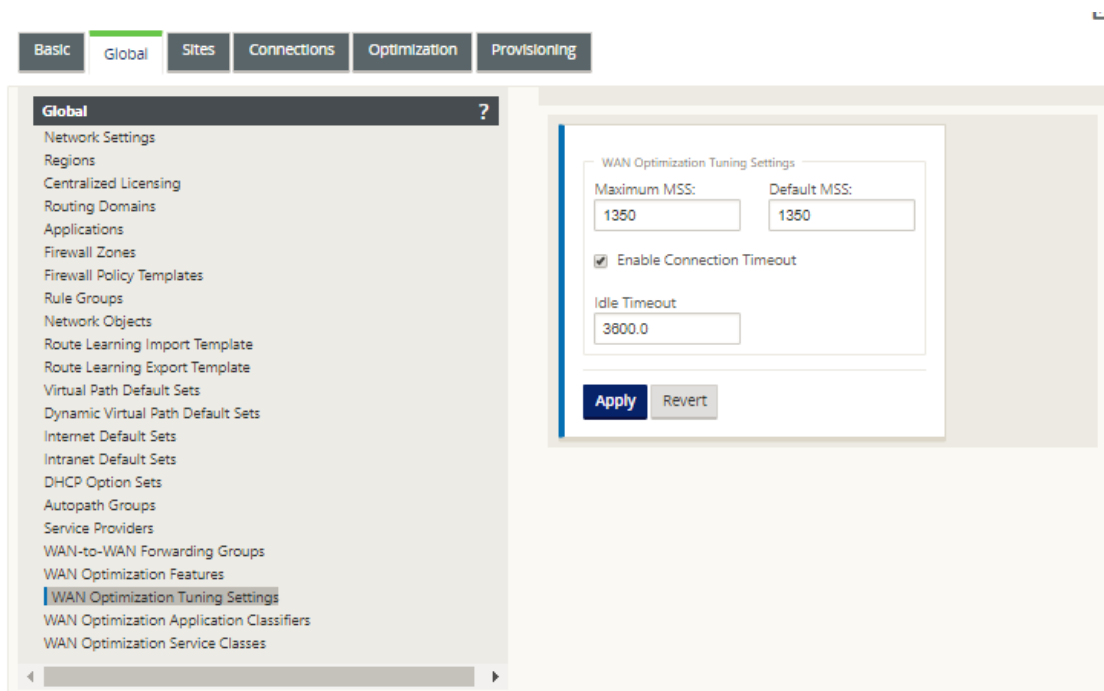 Basic Global Sites Connections Optimization Provisioning
Global ?
Network Settings
Regions
Centralized Licensing
Routing Domains
Applications
Firewall Zones
Firewall Policy Templates
Rule Groups
Network Objects
Route Learning Import Template
Route Learning Export Template
Virtual Path Default Sets
Dynamic Virtual Path Default Sets
Internet Default Sets
Intranet Default Sets
DHCP Option Sets
Autopath Groups
Service Providers
WAN-to-WAN Forwarding Groups
WAN Optimization Features
WAN Optimization Tuning Settings
WAN Optimization Application Classifiers
WAN Optimization Service Classes
WAN Optimization Tuning Settings
Maximum MSS: Default MSS:
1350 1350
Enable Connection Timeout
Idle Timeout
3600.0
Apply Revert